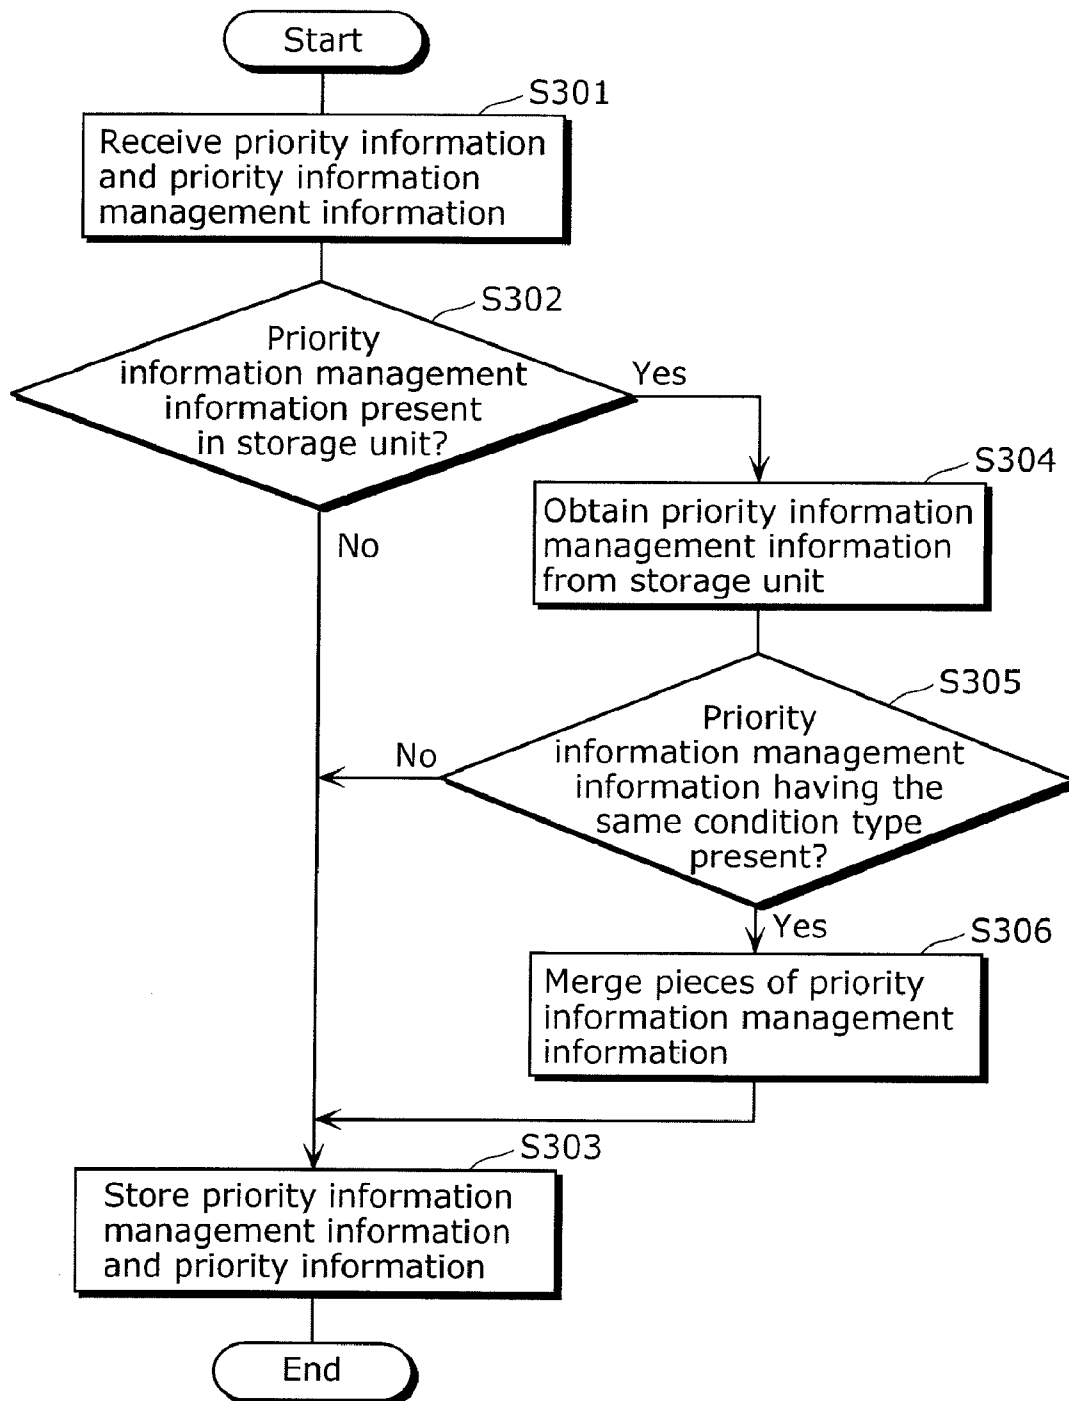 Start
S301
Receive priority information
and priority information
management information
S302
Priority
information management
information present
in storage unit?
Yes
No
S304
Obtain priority information
management information
from storage unit
S305
Priority
information management
information having the
same condition type
present?
No
Yes
S306
Merge pieces of priority
information management
information
S303
Store priority information
management information
and priority information
End